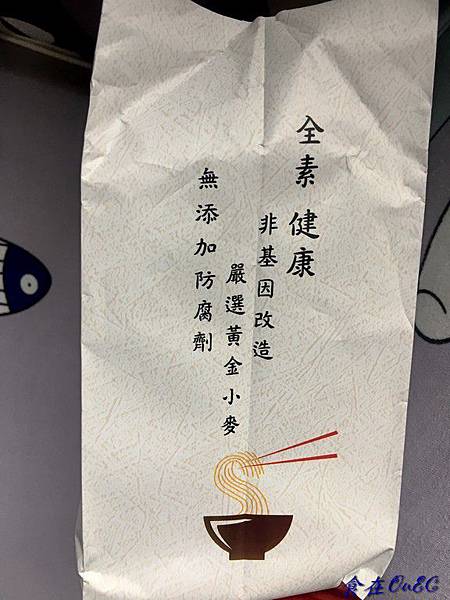 全素 健康
非基因改造
嚴選黃金小麥
無添加防腐劑
食在OuEC